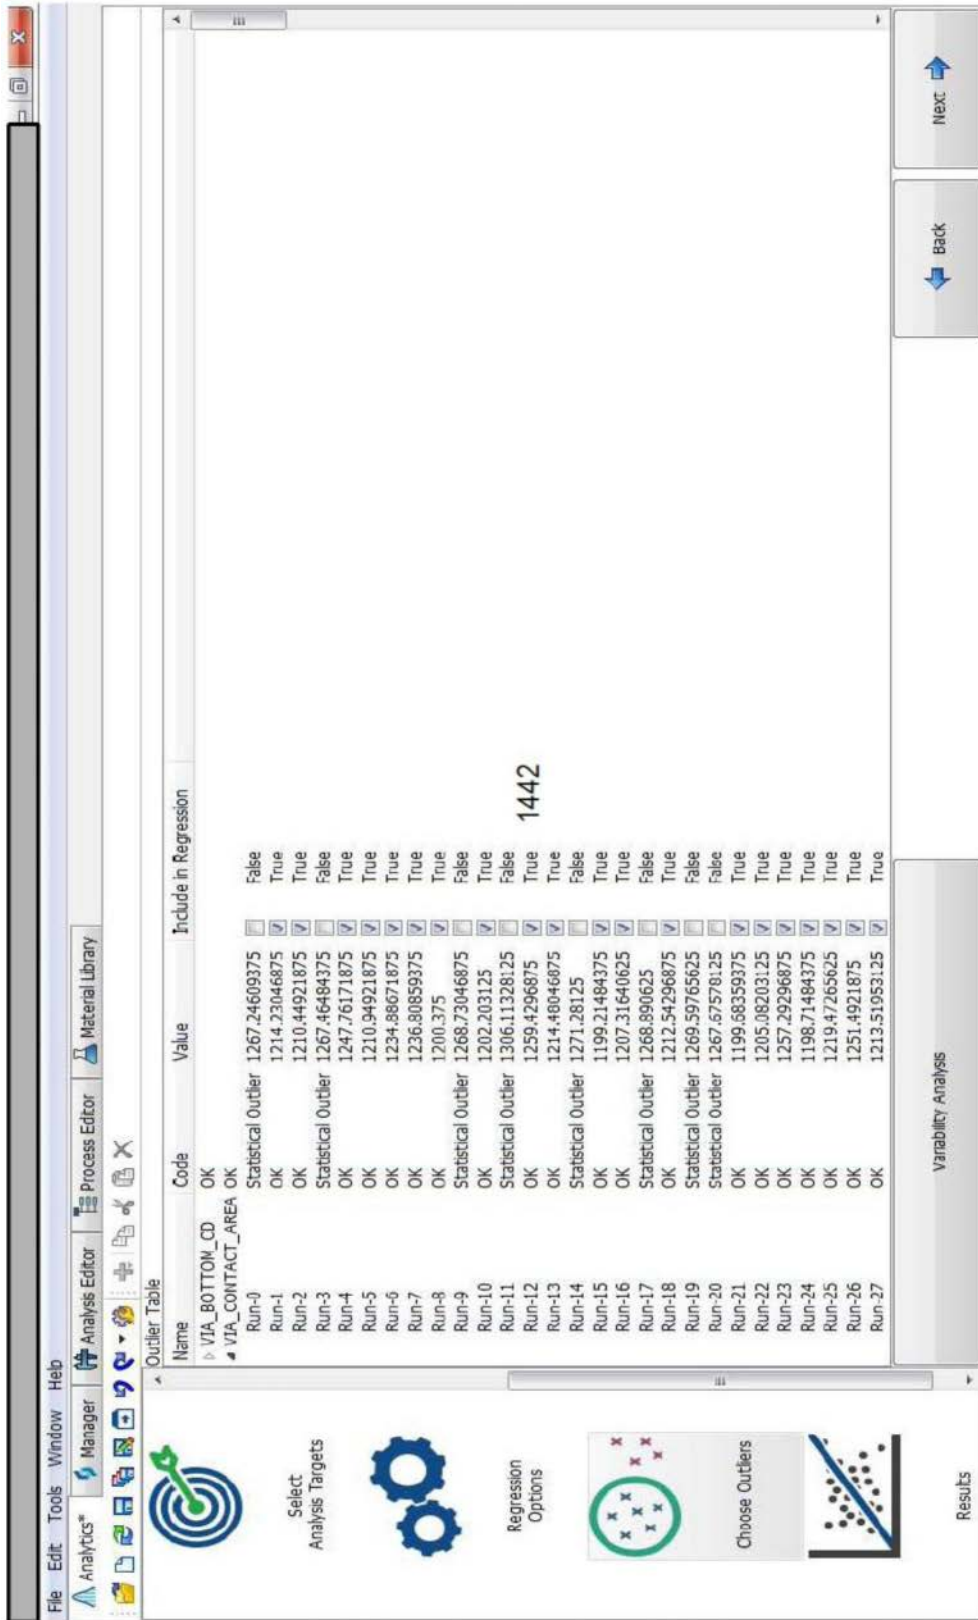 File Edit Tools Window Help
Analytics* Manager Analysis Editor Process Editor Material Library
Outlier Table
Name Code Value Include in Regression
VIA_BOTTOM_CD OK
VIA_CONTACT_AREA OK
Run-0 Statistical Outlier 1267.24609375 False
Run-1 OK 1214.23046875 True
Run-2 OK 1210.44921875 True
Run-3 Statistical Outlier 1267.46484375 False
Run-4 OK 1247.76171875 True
Run-5 OK 1210.94921875 True
Run-6 OK 1234.88671875 True
Run-7 OK 1236.80859375 True
Run-8 OK 1200.375 True
Run-9 Statistical Outlier 1268.73046875 False
Run-10 OK 1202.203125 True
Run-11 Statistical Outlier 1306.11328125 False
Run-12 OK 1259.4296875 True
Run-13 OK 1214.48046875 True
Run-14 Statistical Outlier 1271.28125 False
Run-15 OK 1199.21484375 True
Run-16 OK 1207.31640625 True
Run-17 Statistical Outlier 1268.890625 False
Run-18 OK 1212.54296875 True
Run-19 Statistical Outlier 1269.59765625 False
Run-20 Statistical Outlier 1267.67578125 False
Run-21 OK 1199.68359375 True
Run-22 OK 1205.08203125 True
Run-23 OK 1257.29296875 True
Run-24 OK 1198.71484375 True
Run-25 OK 1219.47265625 True
Run-26 OK 1251.4921875 True
Run-27 OK 1213.51953125 True
1442
Select
Analysis Targets
Regression
Options
Choose Outliers
Results
Variability Analysis
Back
Next